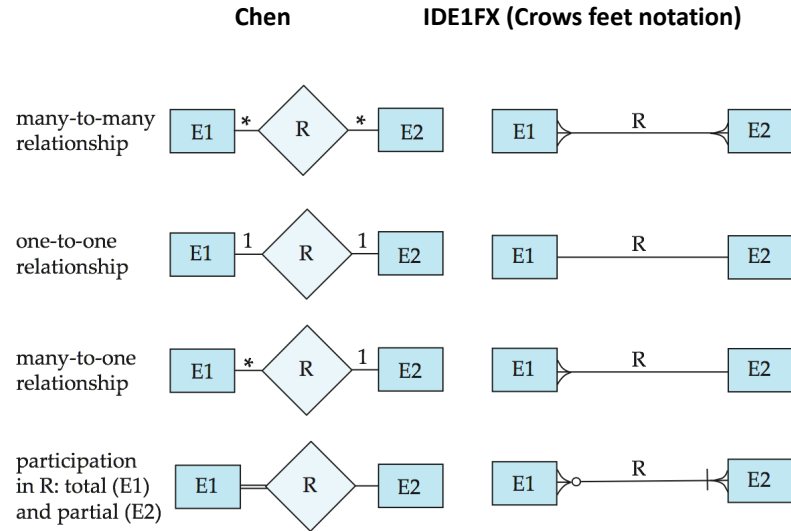 Chen IDE1FX (Crows feet notation)
many-to-many
relationship
E1 * R * E2 E1 R E2
one-to-one
relationship
E1 1 R 1 E2 E1 R E2
many-to-one
relationship
E1 * R 1 E2 E1 R E2
participation
in R: total (E1)
and partial (E2)
E1 R E2 E1 R E2